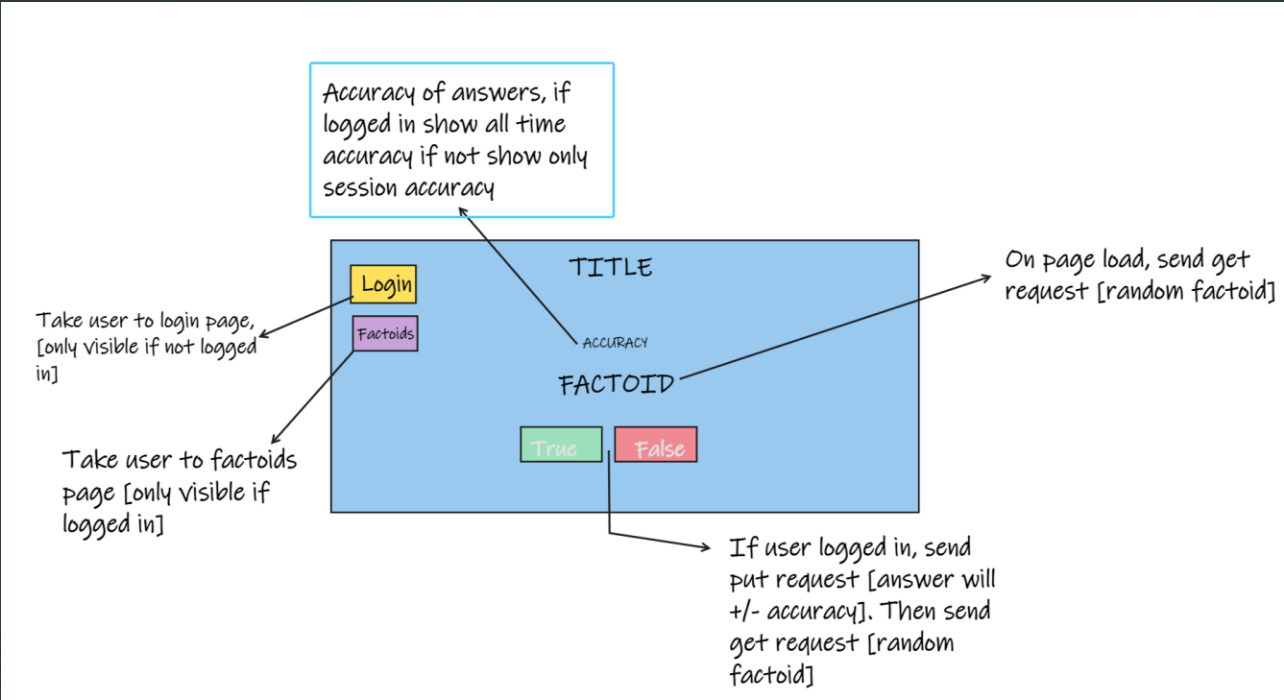 Accuracy of answers, if
logged in show all time
accuracy if not show only
session accuracy
TITLE
Login
Factoids
ACCURACY
FACTOID
True
False
On page load, send get
request [random factoid]
Take user to login page,
[only visible if not logged
in]
Take user to factoids
page [only visible if
logged in]
If user logged in, send
put request [answer will
+/- accuracy]. Then send
get request [random
factoid]